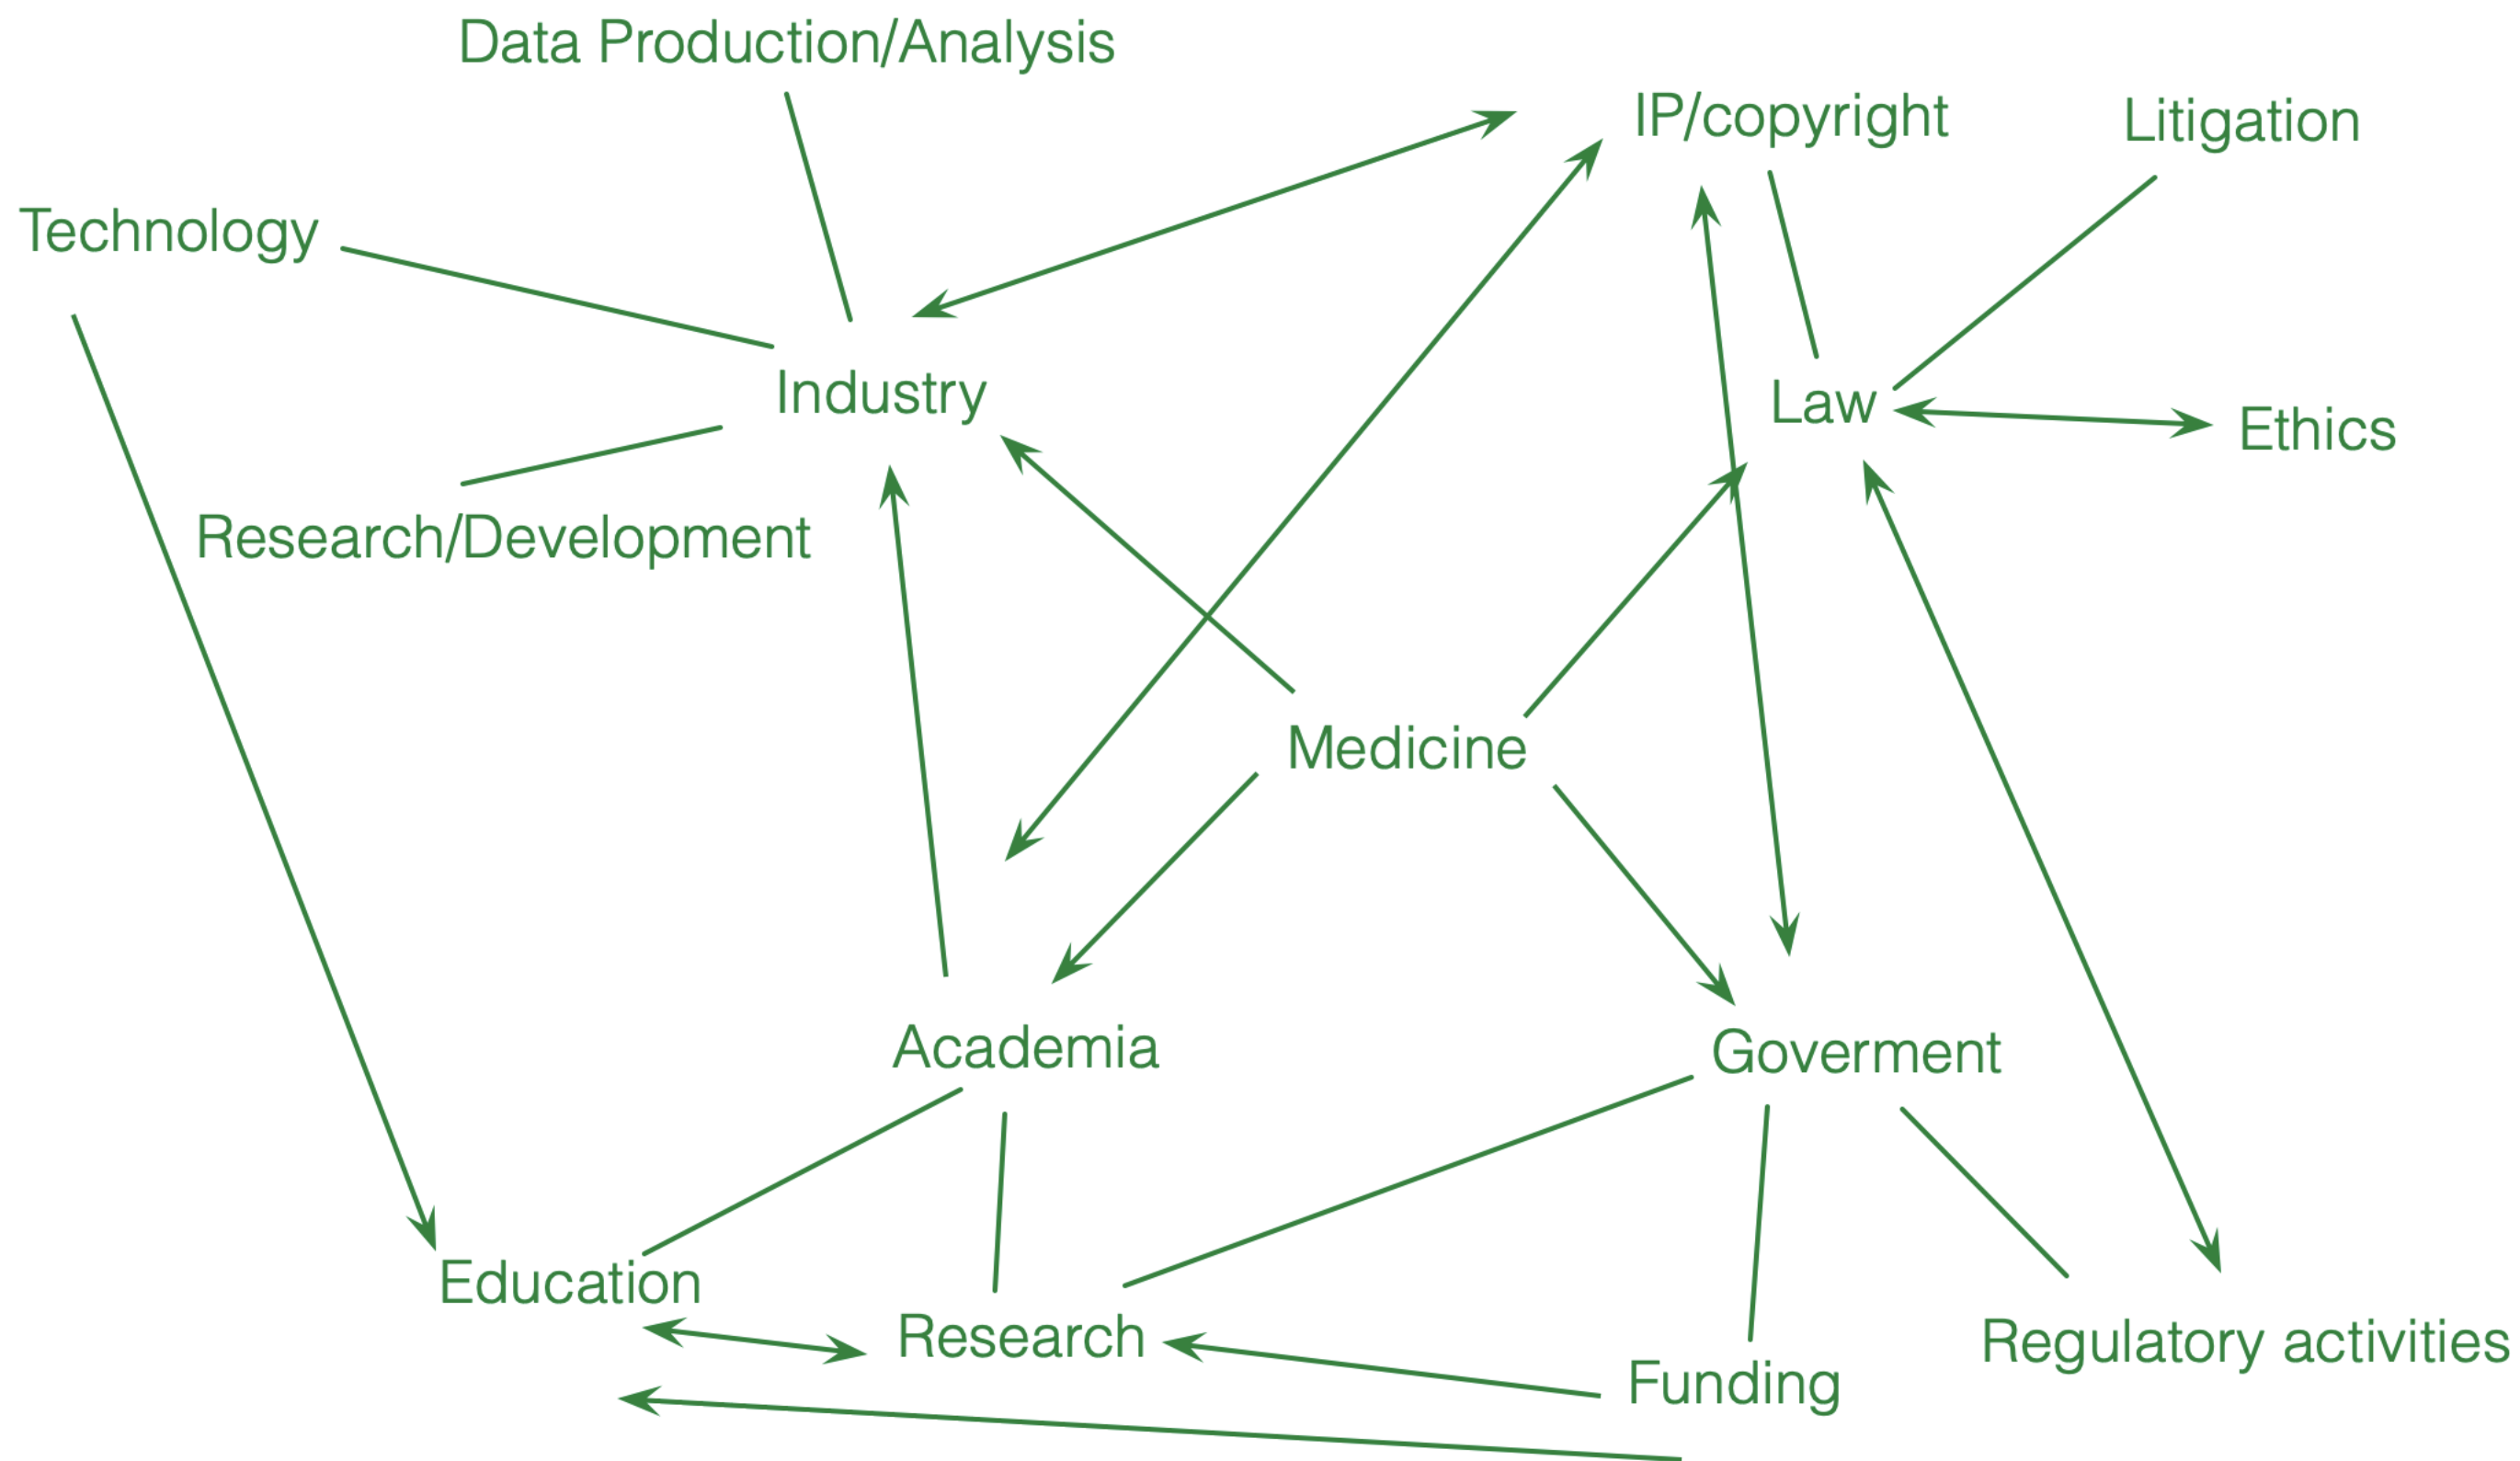 Data Production/Analysis
IP/copyright
Litigation
Technology
Industry
Law
Ethics
Research/Development
Medicine
Academia
Goverment
Education
Research
Regulatory activities
Funding